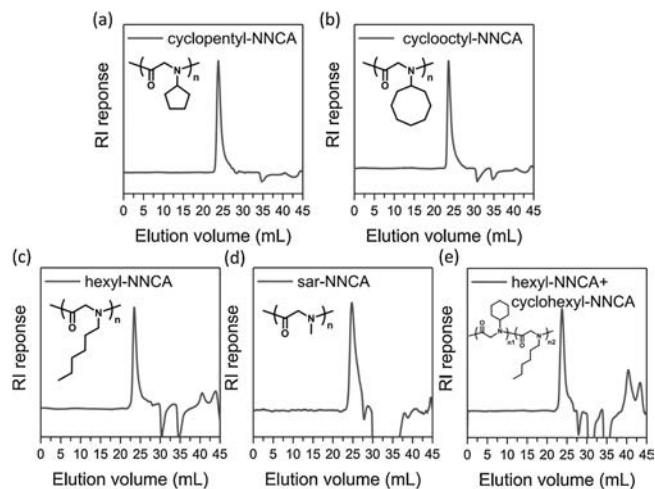 (a)
cyclopentyl-NNCA
O
N
n
RI reponse
0 5 10 15 20 25 30 35 40 45
Elution volume (mL)
(b)
cyclooctyl-NNCA
O
N
n
RI reponse
0 5 10 15 20 25 30 35 40 45
Elution volume (mL)
(c)
hexyl-NNCA
O
N
n
RI reponse
0 5 10 15 20 25 30 35 40 45
Elution volume (mL)
(d)
sar-NNCA
O
N
n
RI reponse
0 5 10 15 20 25 30 35 40 45
Elution volume (mL)
(e)
hexyl-NNCA+
cyclohexyl-NNCA
O
N
n1
O
N
n2
RI reponse
0 5 10 15 20 25 30 35 40 45
Elution volume (mL)